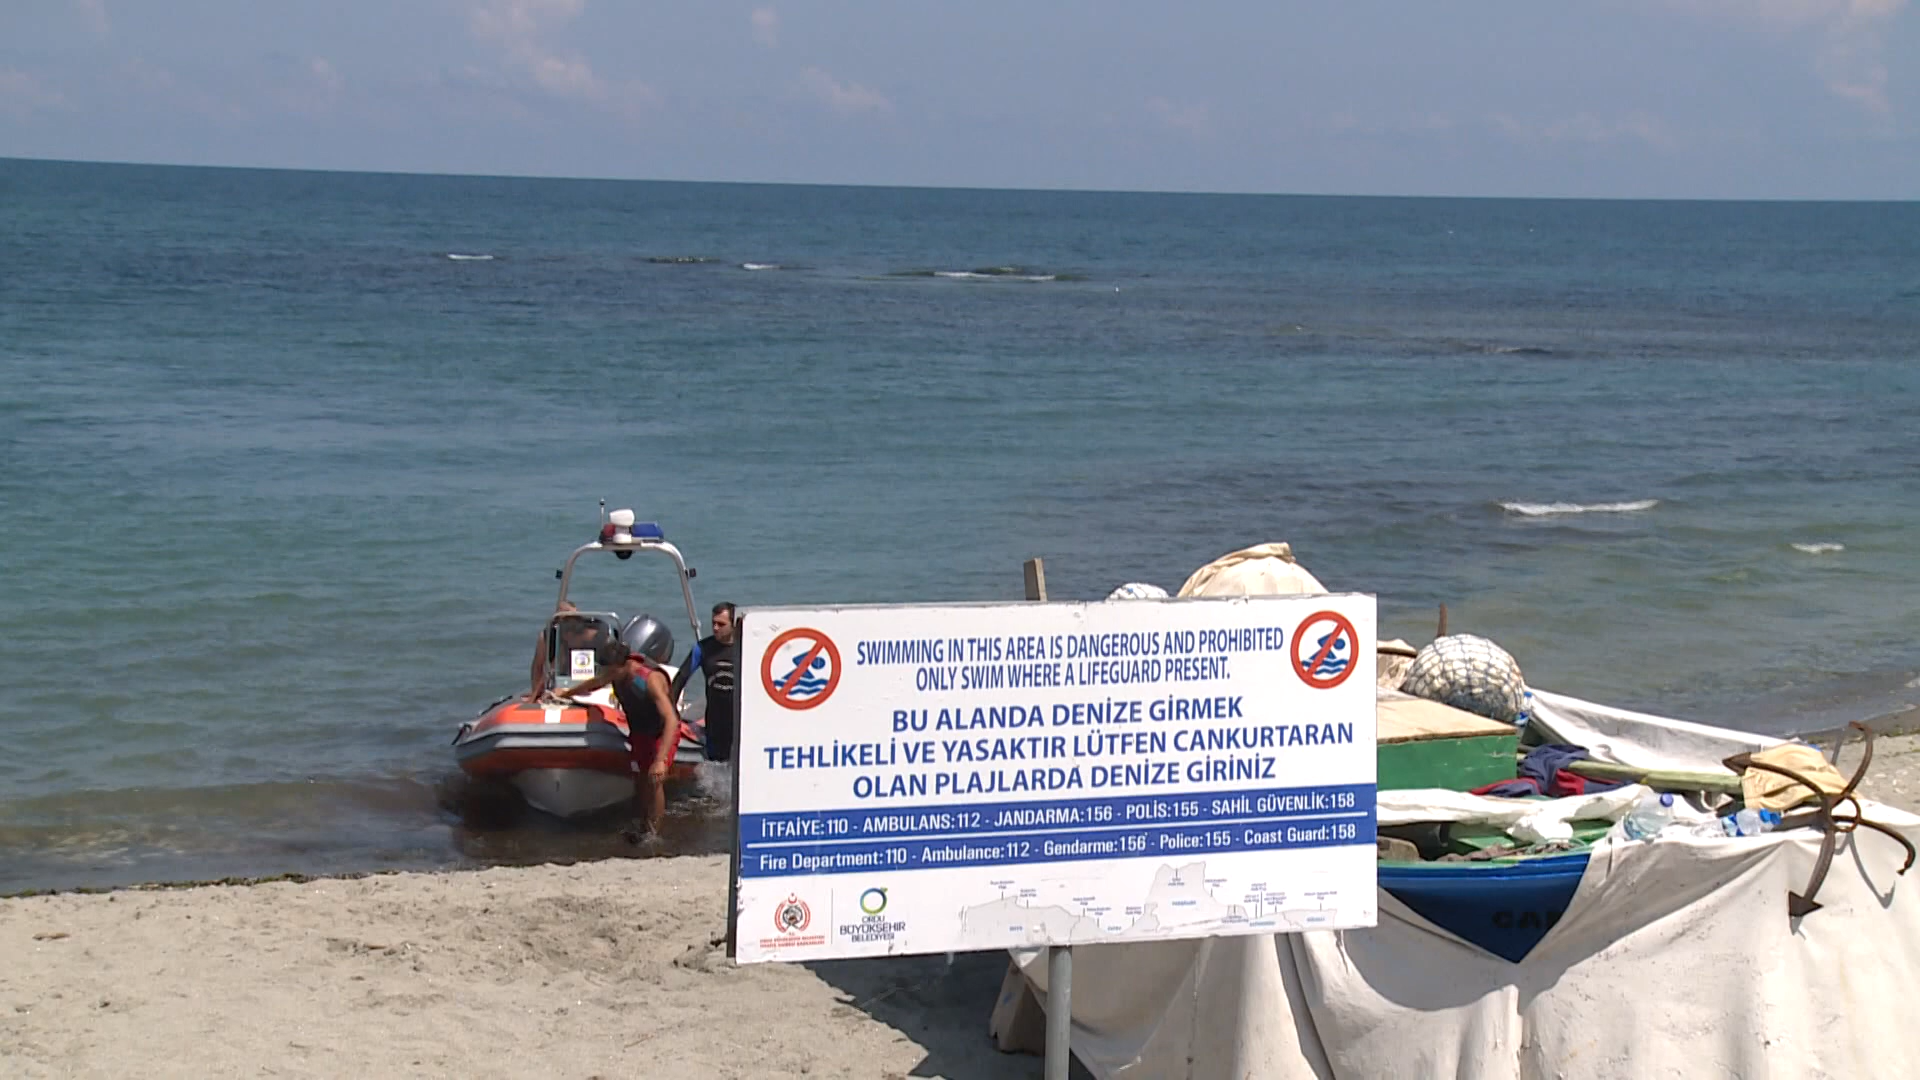 SWIMMING IN THIS AREA IS DANGEROUS AND PROHIBITED
ONLY SWIM WHERE A LIFEGUARD PRESENT.
BU ALANDA DENİZE GİRMEK
TEHLİKELİ VE YASAKTIR LÜTFEN CANKURTARAN
OLAN PLAJLARDA DENİZE GİRİNİZ
İTFAİYE:110 - AMBULANS:112 - JANDARMA:156 - POLİS:155 - SAHİL GÜVENLİK:158
Fire Department:110 - Ambulance:112 - Gendarme:156 - Police:155 - Coast Guard:158
ORDU
BÜYÜKŞEHİR
BELEDİYESİ